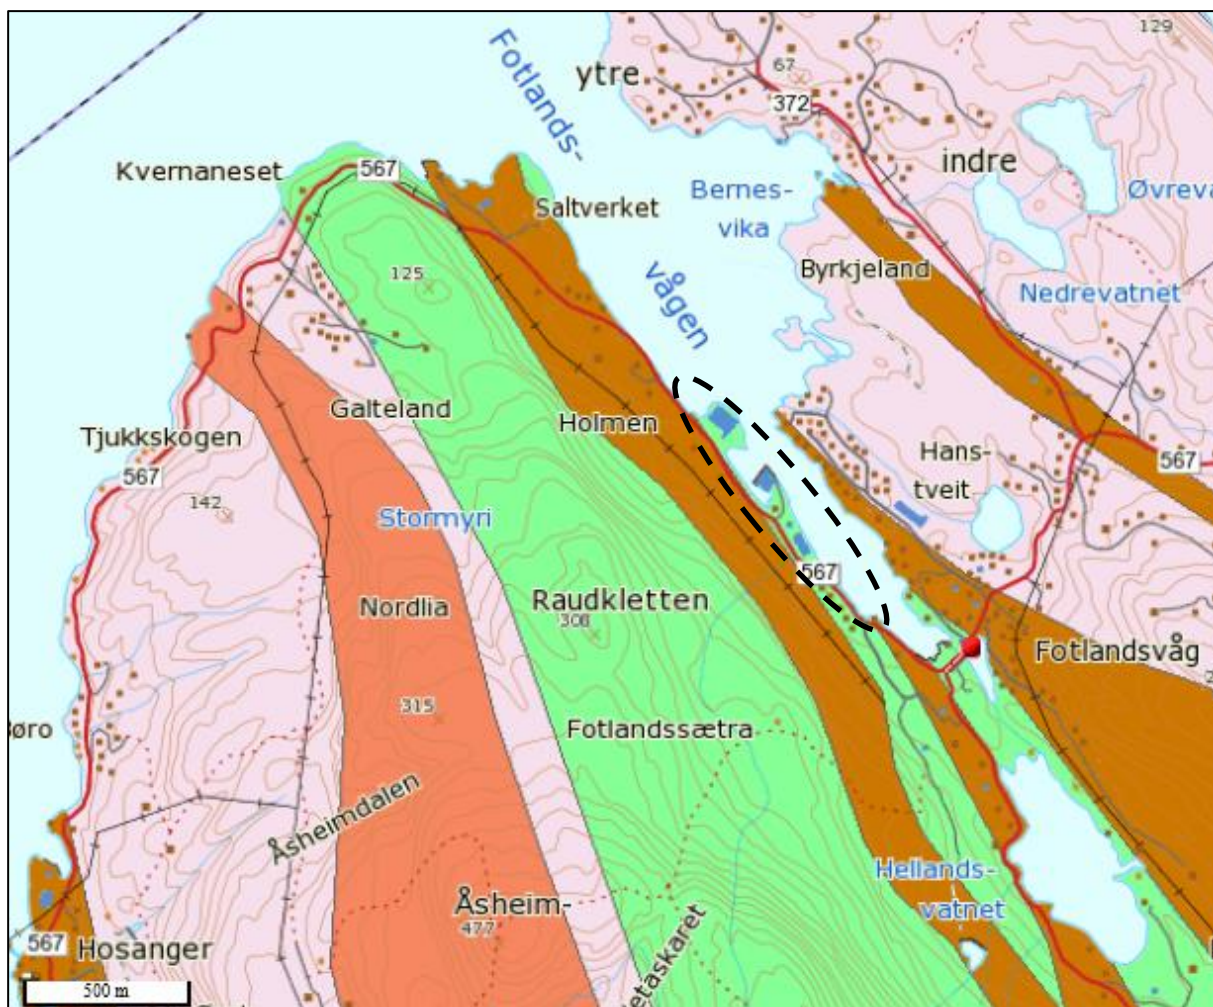 129
Fotlands-
ytre
67
372
567
Kvernaneset
indre
Bernes-
vika
Øvreva
Saltverket
125
Byrkjeland
Nedrevatnet
vågen
Galteland
Holmen
Tjukkskogen
567
Hans-
tveit
567
142
Stormyri
567
Nordlia
Raudkletten
308
Fotlandsvåg
2
315
Fotlandssætra
øro
Åsheimdalen
Hellands-
vatnet
Åsheim-
477
567
Hosanger
etaskaret
500 m